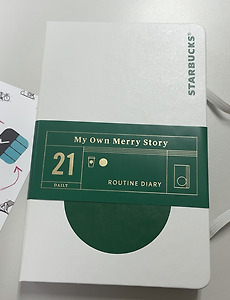 STARBUCKS®
My Own Merry Story
21
DAILY
ROUTINE DIARY